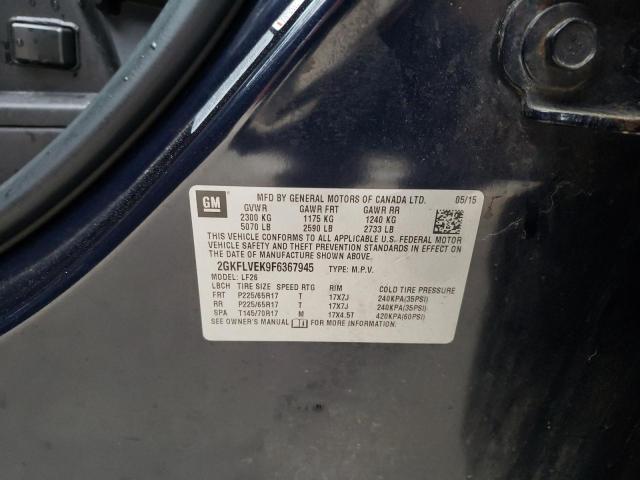 GM
MFD BY GENERAL MOTORS OF CANADA LTD. 05/15
GVWR GAWR FRT GAWR RR
2300 KG 1175 KG 1240 KG
5070 LB 2590 LB 2733 LB
THIS VEHICLE CONFORMS TO ALL APPLICABLE U.S. FEDERAL MOTOR
VEHICLE SAFETY AND THEFT PREVENTION STANDARDS IN EFFECT ON
THE DATE OF MANUFACTURE SHOWN ABOVE.
2GKFLVEK9F6367945 TYPE: M.P.V.
MODEL: LF26
LBCH TIRE SIZE SPEED RTG RIM COLD TIRE PRESSURE
FRT P225/65R17 T 17X7J 240KPA(35PSI)
RR P225/65R17 T 17X7J 240KPA(35PSI)
SPA T145/70R17 M 17X4.5T 420KPA(60PSI)
SEE OWNER'S MANUAL FOR MORE INFORMATION.